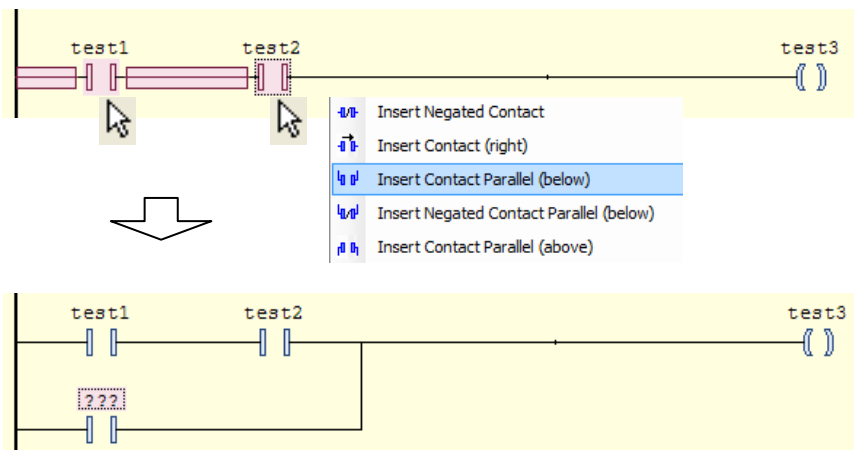 test1 test2 test3
Insert Negated Contact
Insert Contact (right)
Insert Contact Parallel (below)
Insert Negated Contact Parallel (below)
Insert Contact Parallel (above)
test1 test2 test3
???